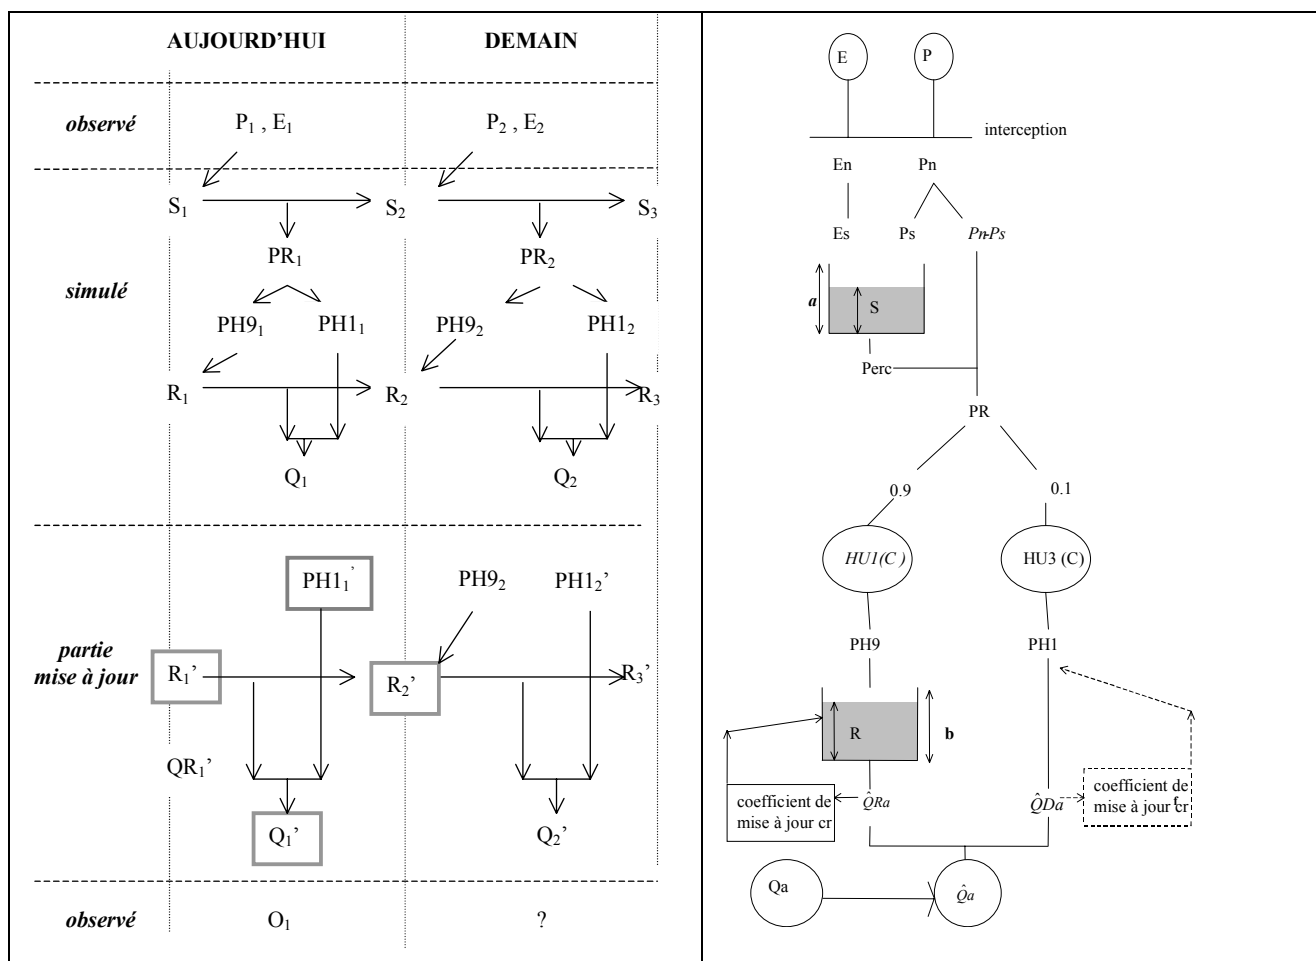 AUJOURD'HUI DEMAIN
observé P₁ , E₁ P₂ , E₂
S₁ S₂ S₃
PR₁ PR₂
simulé
PH9₁ PH1₁ PH9₂ PH1₂
R₁ R₂ R₃
Q₁ Q₂
PH1₁’ PH9₂ PH1₂’
partie
mise à jour
R₁’ R₂’ R₃’
QR₁’
Q₁’ Q₂’
observé O₁ ?
E P
interception
En Pn
Es Ps Pn-Ps
a S
Perc
PR
0.9 0.1
HU1(C ) HU3 (C)
PH9 PH1
R b
coefficient de
mise à jour cr
Q̂Ra
Q̂Da
coefficient de
mise à jour cr
Qa Q̂a